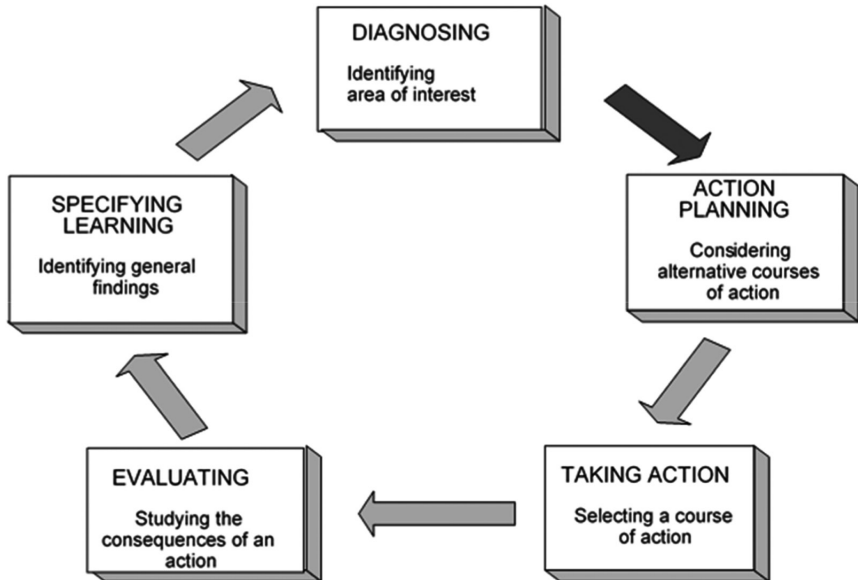 DIAGNOSING
Identifying
area of interest
ACTION
PLANNING
Considering
alternative courses
of action
TAKING ACTION
Selecting a course
of action
EVALUATING
Studying the
consequences of an
action
SPECIFYING
LEARNING
Identifying general
findings